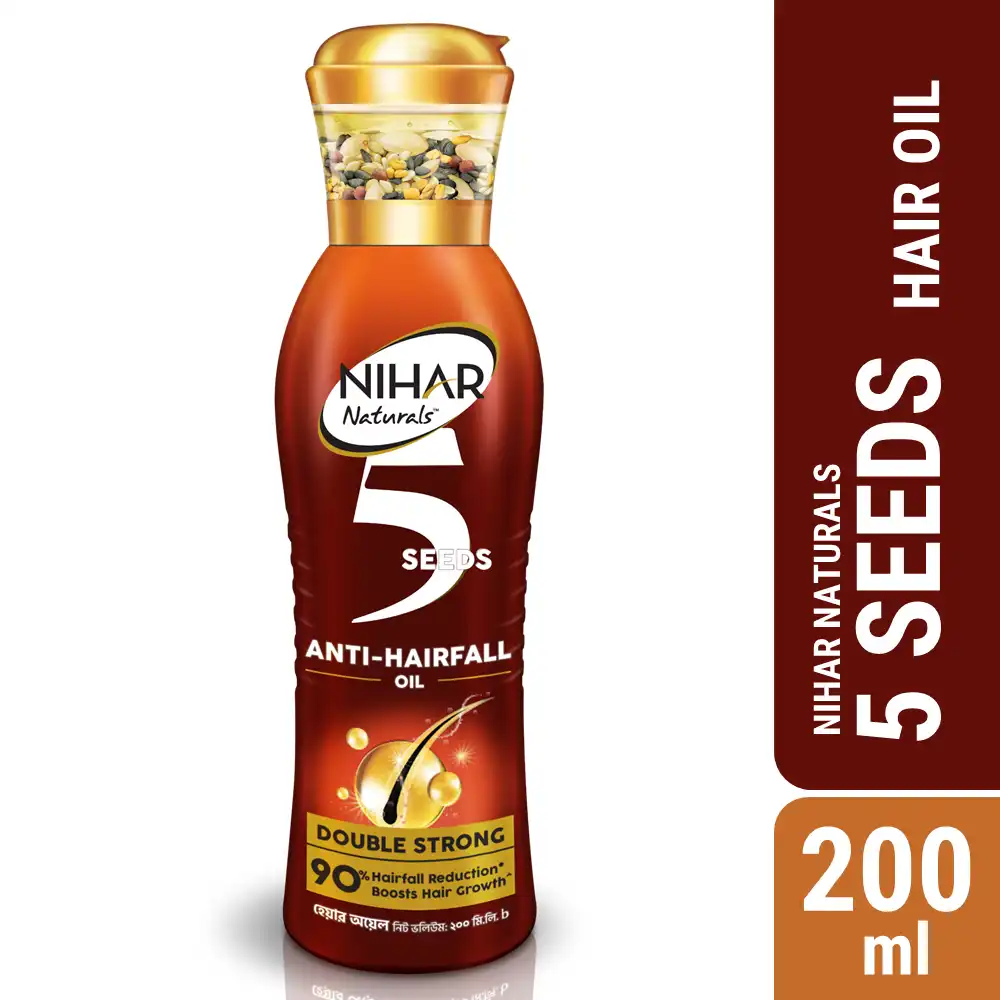 NIHAR
Naturals™
5
SEEDS
ANTI-HAIRFALL
OIL
DOUBLE STRONG
90% Hairfall Reduction*
Boosts Hair Growth^
হেয়ার অয়েল নিট ভলিউম: ২০০ মি.লি. b
NIHAR NATURALS
5 SEEDS HAIR OIL
200
ml